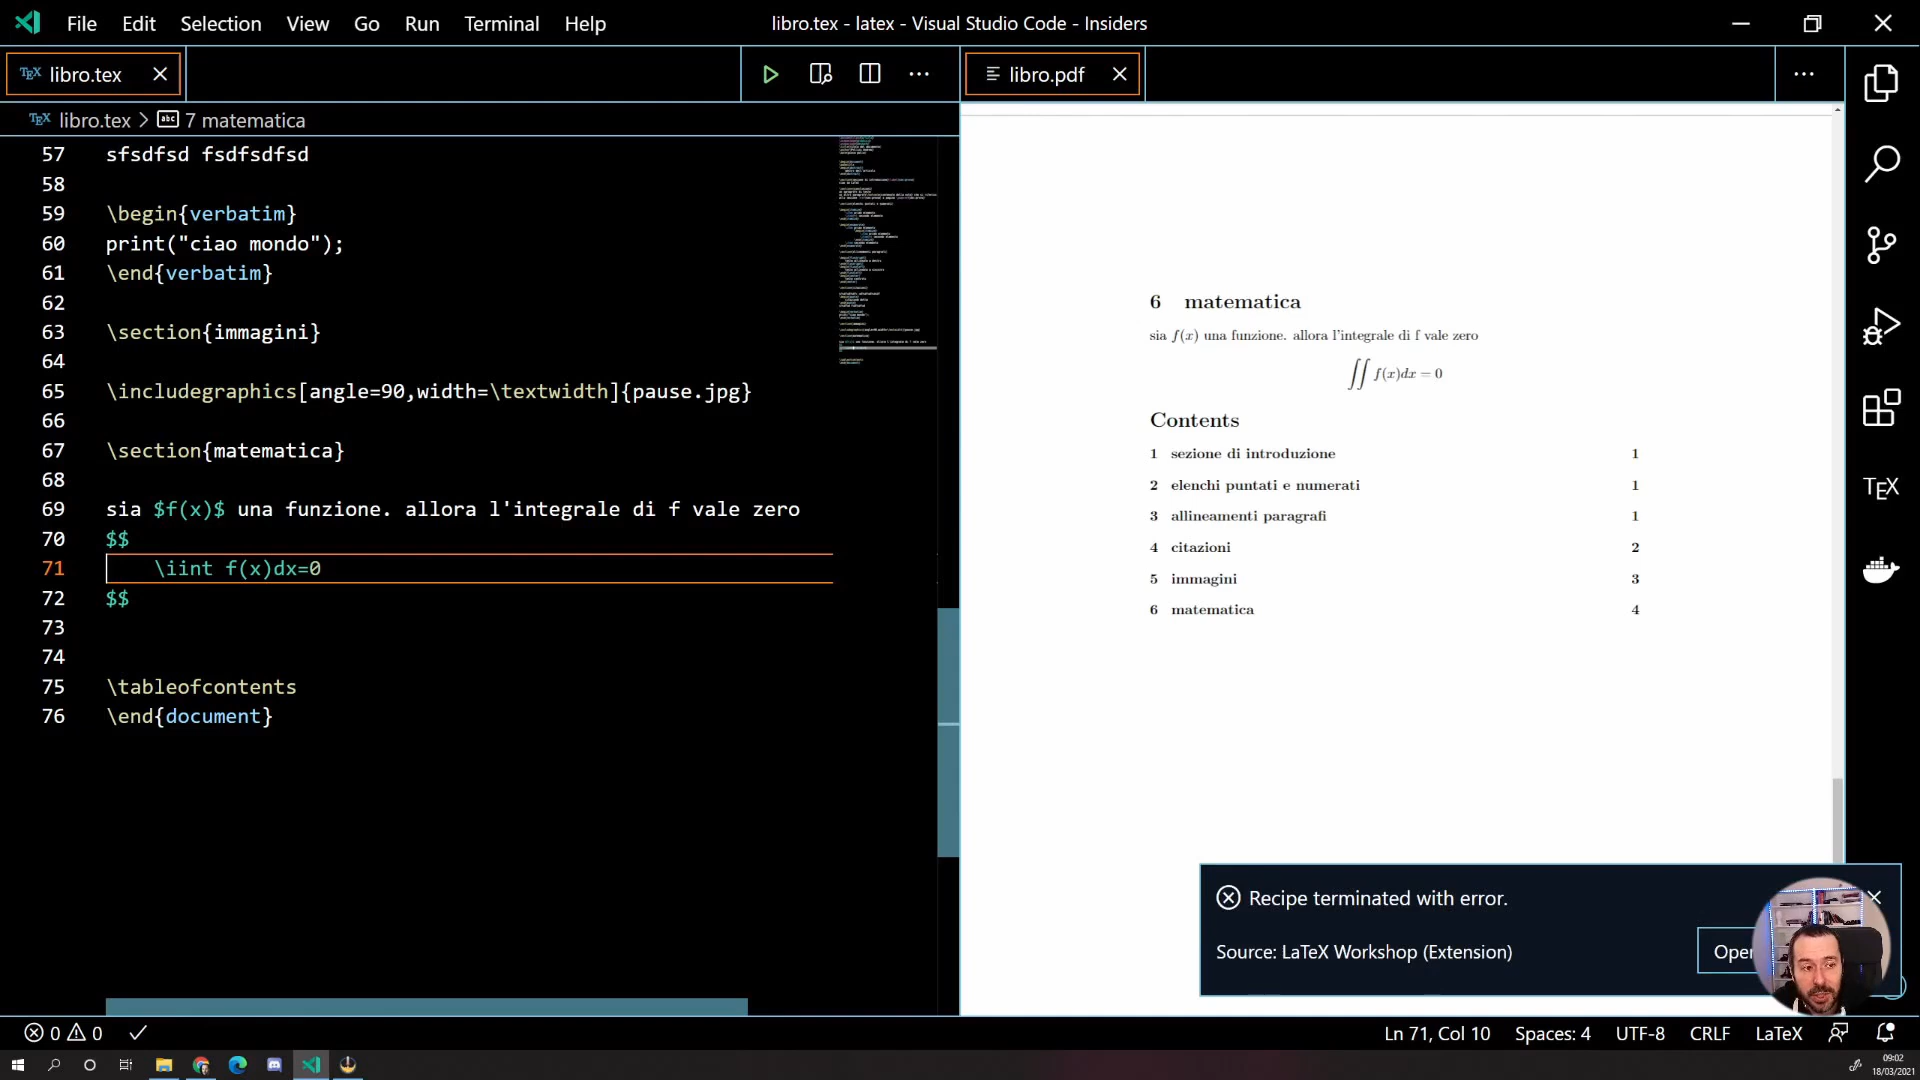 File Edit Selection View Go Run Terminal Help
libro.tex - latex - Visual Studio Code - Insiders
TEX libro.tex
libro.pdf
TEX libro.tex > abc 7 matematica
57 sfsdfsd fsdfsdfsd
58
59 \begin{verbatim}
60 print("ciao mondo");
61 \end{verbatim}
62
63 \section{immagini}
64
65 \includegraphics[angle=90,width=\textwidth]{pause.jpg}
66
67 \section{matematica}
68
69 sia $f(x)$ una funzione. allora l'integrale di f vale zero
70 $$
71 \iint f(x)dx=0
72 $$
73
74
75 \tableofcontents
76 \end{document}
6 matematica
sia f(x) una funzione. allora l'integrale di f vale zero
∬ f(x)dx = 0
Contents
1 sezione di introduzione 1
2 elenchi puntati e numerati 1
3 allineamenti paragrafi 1
4 citazioni 2
5 immagini 3
6 matematica 4
TEX
Recipe terminated with error.
Source: LaTeX Workshop (Extension)
0 0
Ln 71, Col 10 Spaces: 4 UTF-8 CRLF LaTeX
09:02
18/03/2021